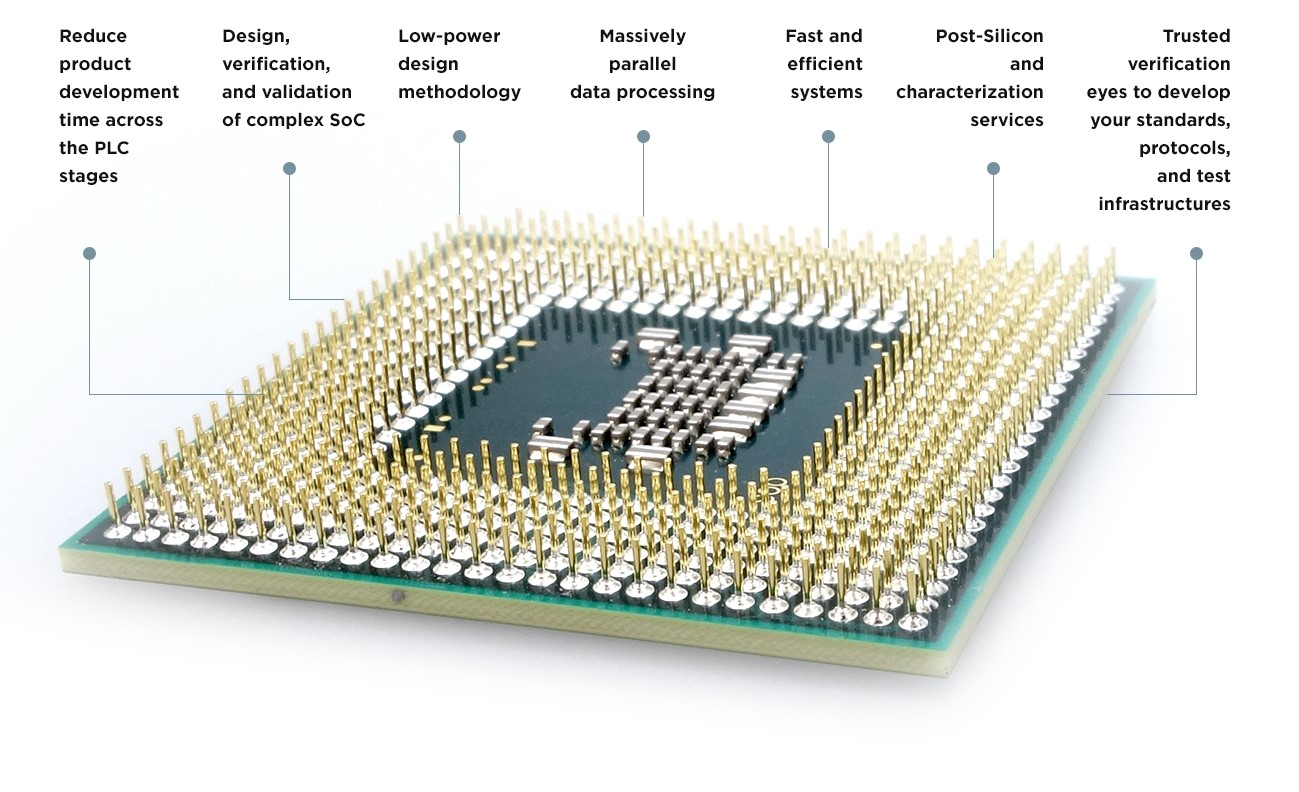 Reduce
product
development
time across
the PLC
stages
Design,
verification,
and validation
of complex SoC
Low-power
design
methodology
Massively
parallel
data processing
Fast and
efficient
systems
Post-Silicon
and
characterization
services
Trusted
verification
eyes to develop
your standards,
protocols,
and test
infrastructures